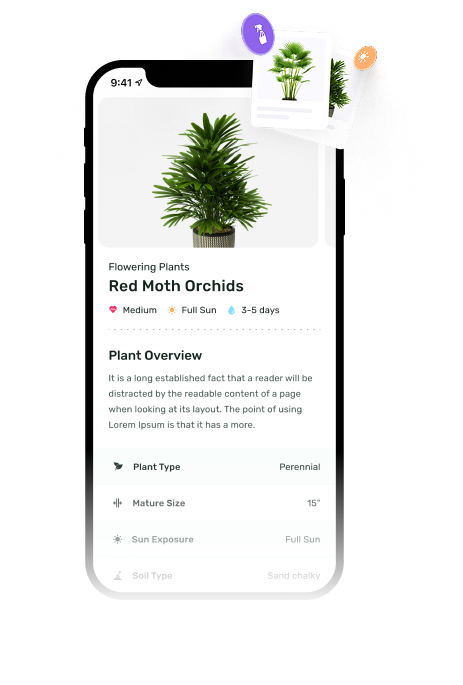 9:41
Flowering Plants
Red Moth Orchids
Medium Full Sun 3-5 days
Plant Overview
It is a long established fact that a reader will be
distracted by the readable content of a page
when looking at its layout. The point of using
Lorem Ipsum is that it has a more.
Plant Type Perennial
Mature Size 15"
Sun Exposure Full Sun
Soil Type Sand chalky